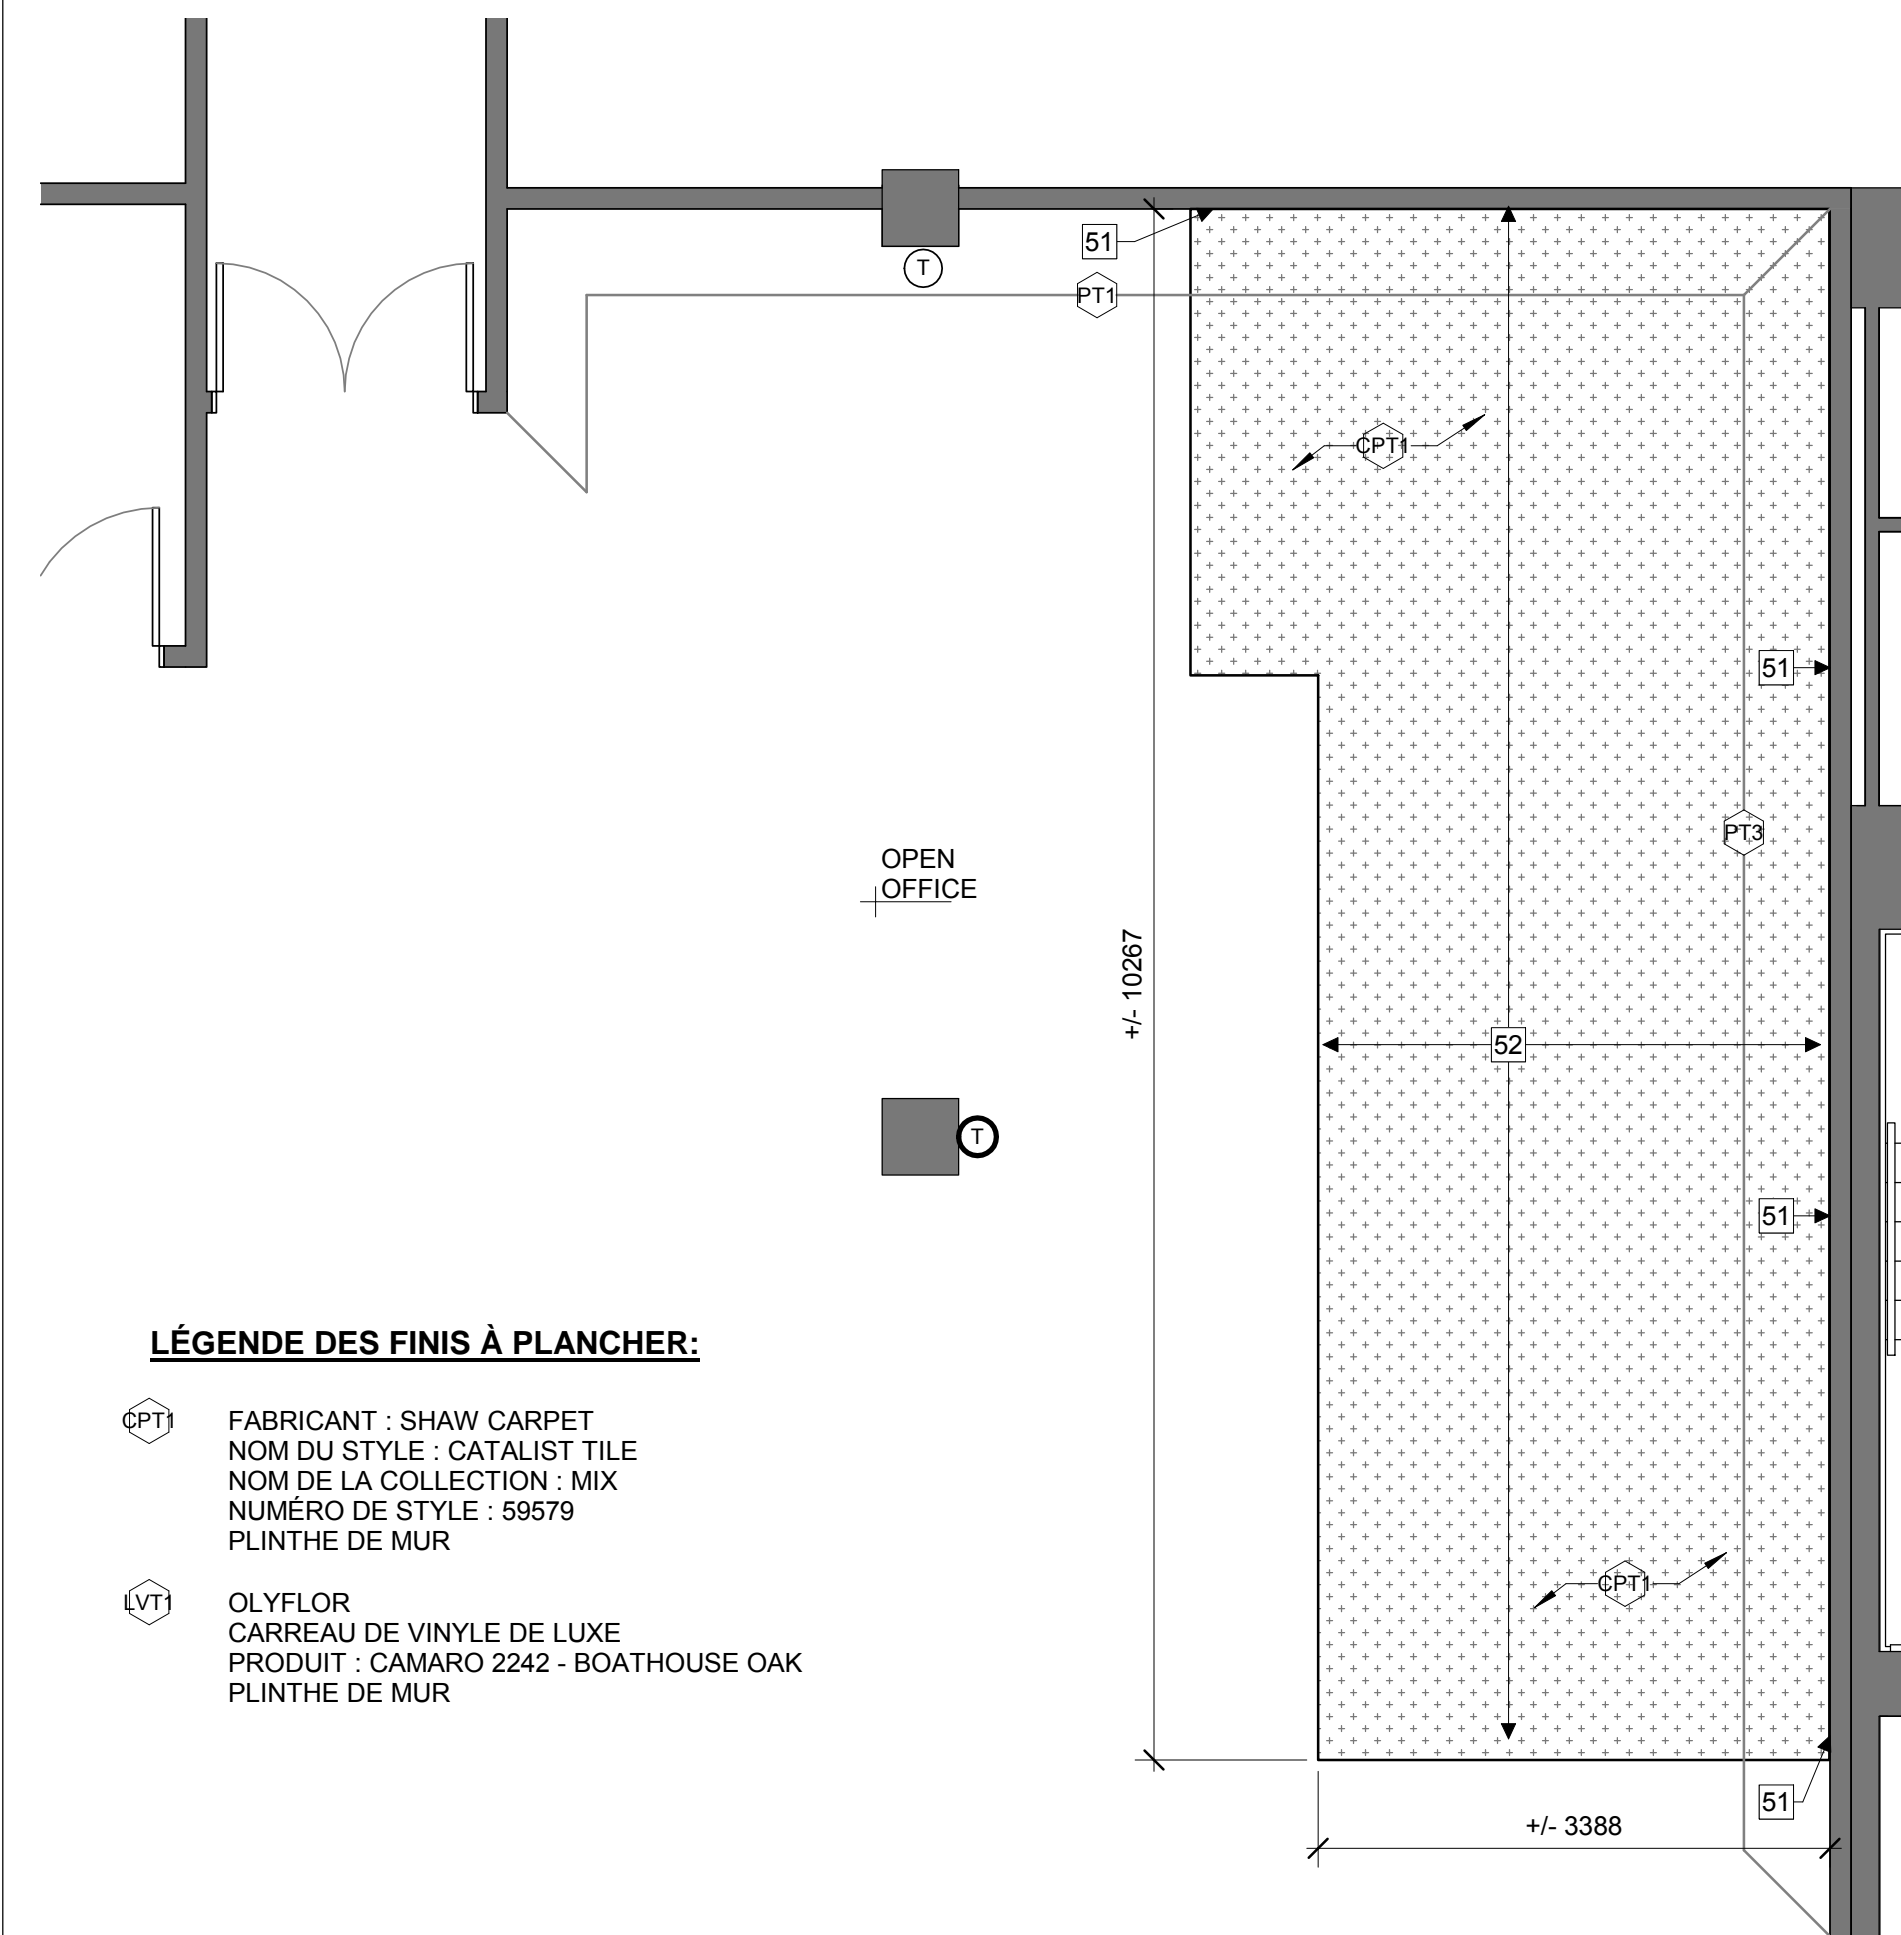 51
T
PT1
CPT1
51
PT3
OPEN
OFFICE
+/- 10267
52
T
51
LÉGENDE DES FINIS À PLANCHER:
CPT1
FABRICANT : SHAW CARPET
NOM DU STYLE : CATALIST TILE
NOM DE LA COLLECTION : MIX
NUMÉRO DE STYLE : 59579
PLINTHE DE MUR
LVT1
OLYFLOR
CARREAU DE VINYLE DE LUXE
PRODUIT : CAMARO 2242 - BOATHOUSE OAK
PLINTHE DE MUR
CPT1
51
+/- 3388